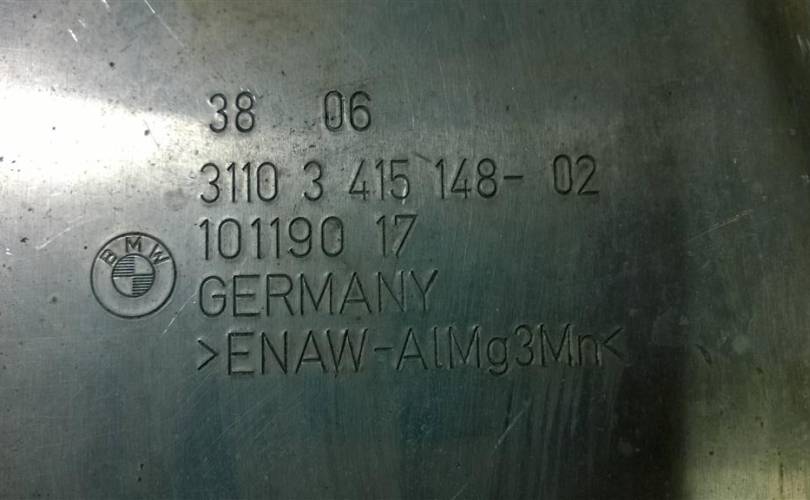 38 06
3110 3 415 148- 02
101190 17
BMW
GERMANY
>ENAW-AlMg3Mn<